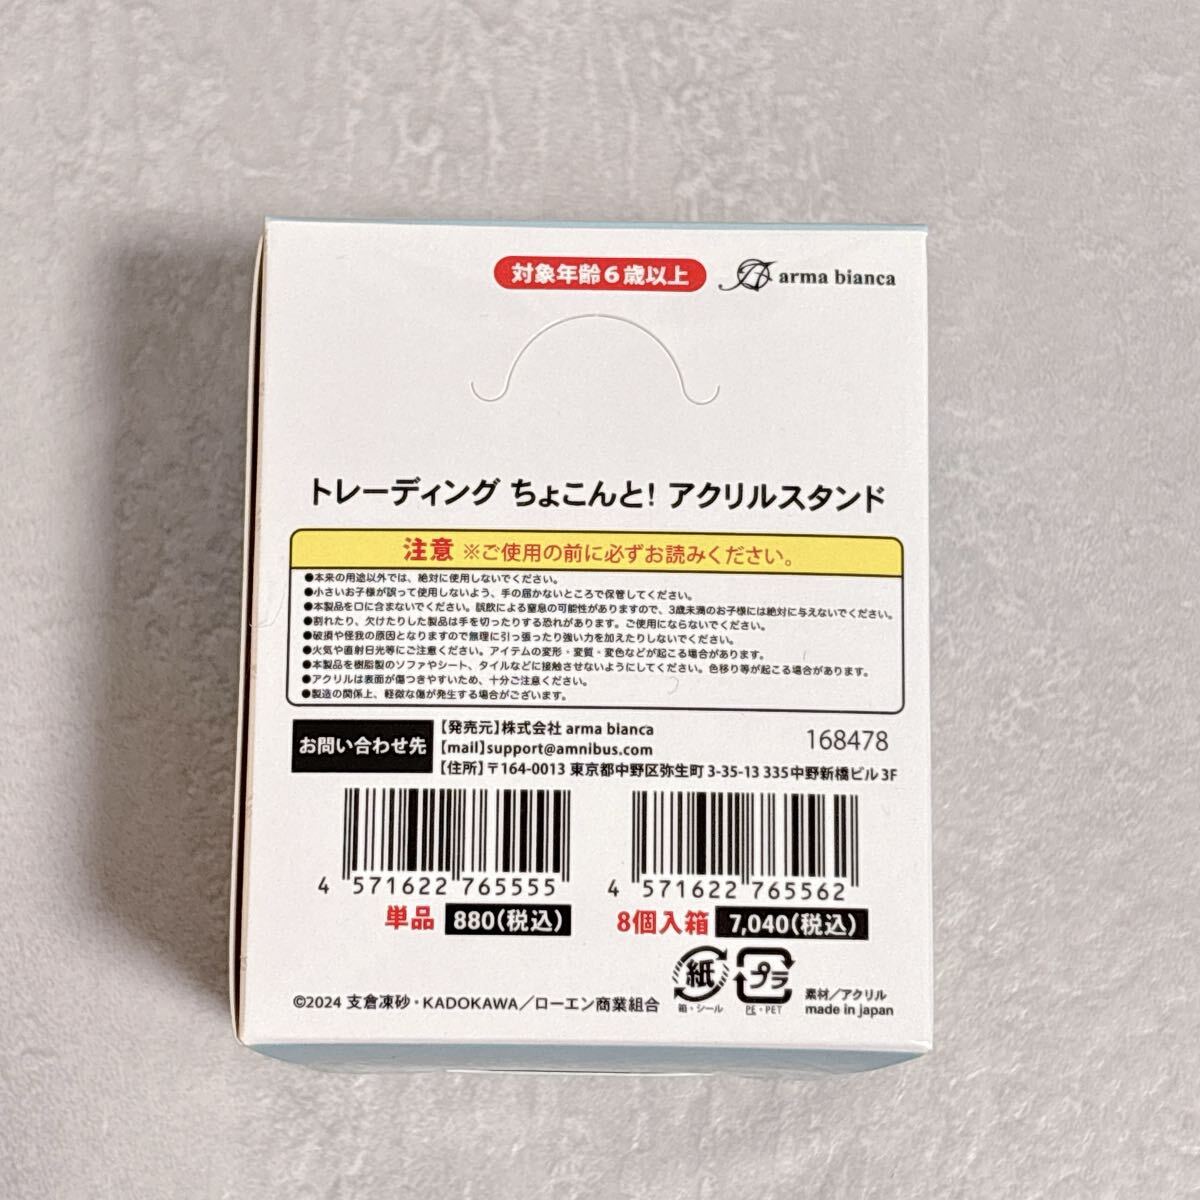 対象年齢6歳以上
arma bianca
トレーディング ちょこんと! アクリルスタンド
注意 ※ご使用の前に必ずお読みください。
●本来の用途以外では、絶対に使用しないでください。
●小さいお子様が誤って使用しないよう、手の届かないところで保管してください。
●本製品を口に含まないでください。誤飲による窒息の可能性がありますので、3歳未満のお子様には絶対に与えないでください。
●割れたり、欠けたりした製品は手を切ったりする恐れがあります。ご使用にならないでください。
●破損や怪我の原因となりますので無理に引っ張ったり強い力を加えたりしないでください。
●火気や直射日光等にご注意ください。アイテムの変形・変質・変色などが起こる場合があります。
●本製品を樹脂製のソファやシート、タイルなどに接触させないようにしてください。色移り等が起こる場合があります。
●アクリルは表面が傷つきやすいため、十分ご注意ください。
●製造の関係上、軽微な傷が発生する場合がございます。
お問い合わせ先
【発売元】株式会社 arma bianca
【mail】support@amnibus.com
【住所】〒164-0013 東京都中野区弥生町 3-35-13 335中野新橋ビル 3F
168478
4 571622 765555
4 571622 765562
単品 880(税込)
8個入箱 7,040(税込)
紙
箱・シール
プラ
PE・PET
素材/アクリル
made in japan
©2024 支倉凍砂・KADOKAWA/ローエン商業組合